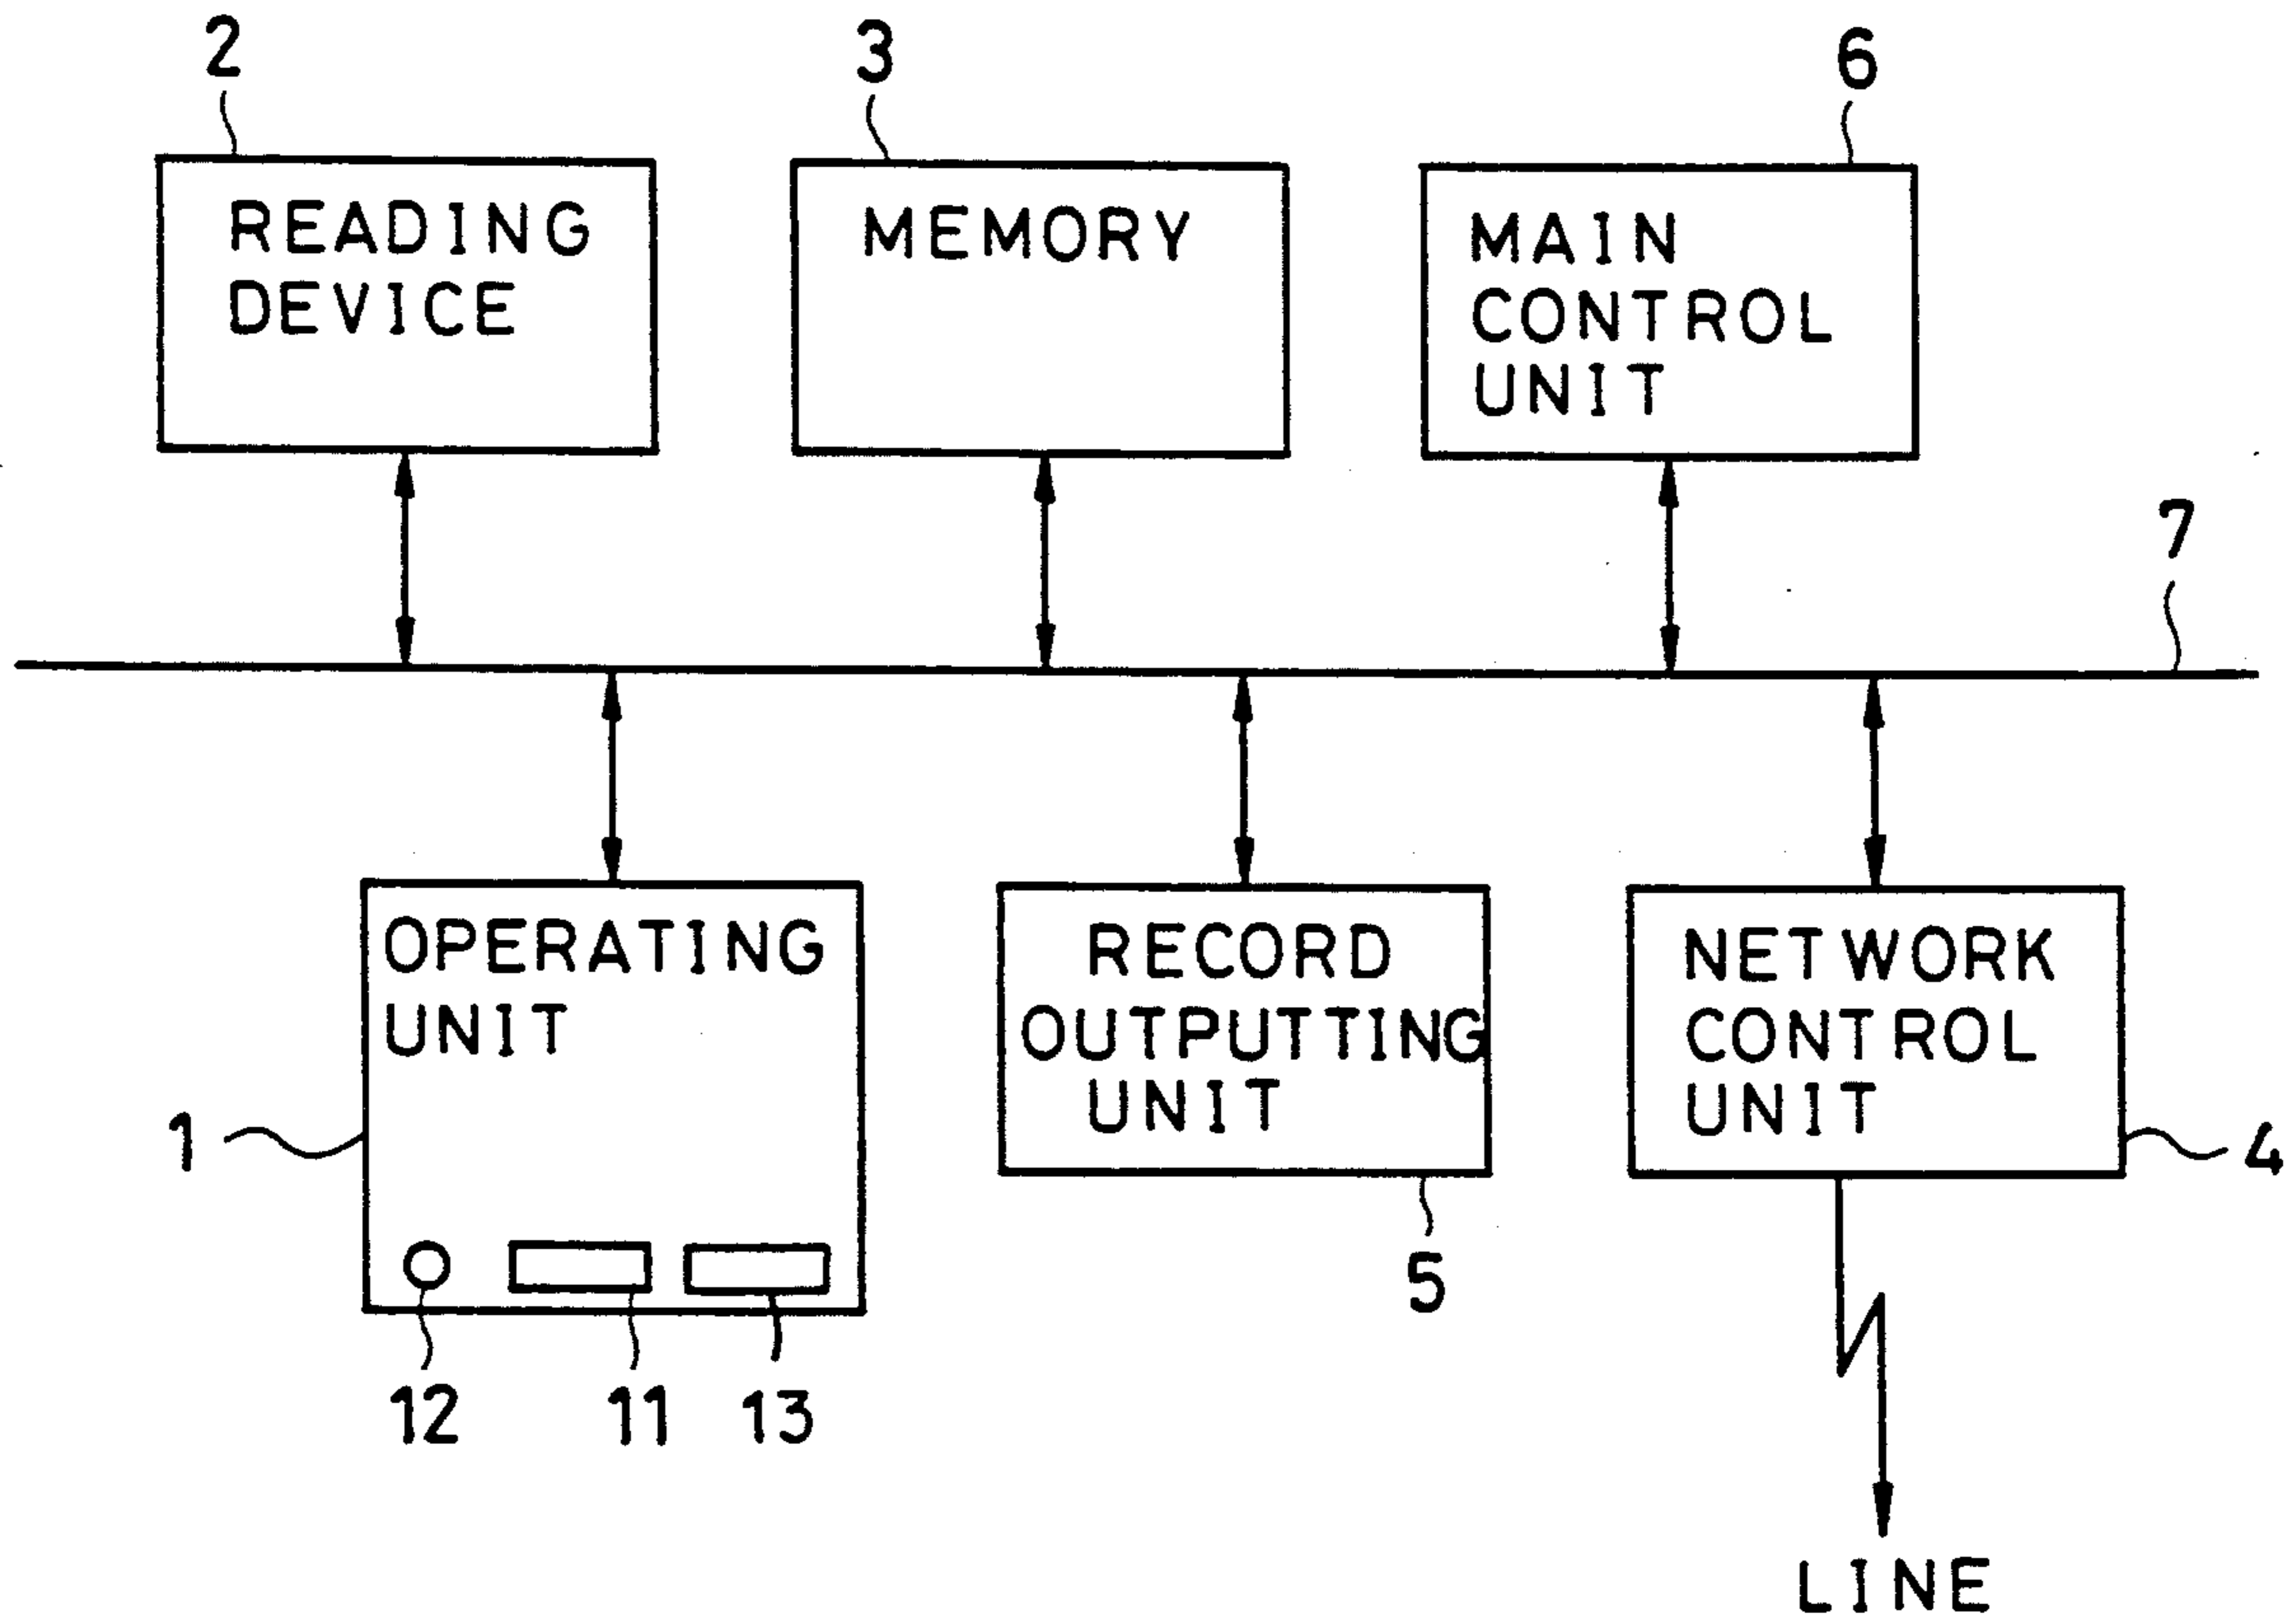 2
3
6
READING
DEVICE
MEMORY
MAIN
CONTROL
UNIT
7
OPERATING
UNIT
RECORD
OUTPUTTING
UNIT
NETWORK
CONTROL
UNIT
1
4
5
12
11
13
LINE